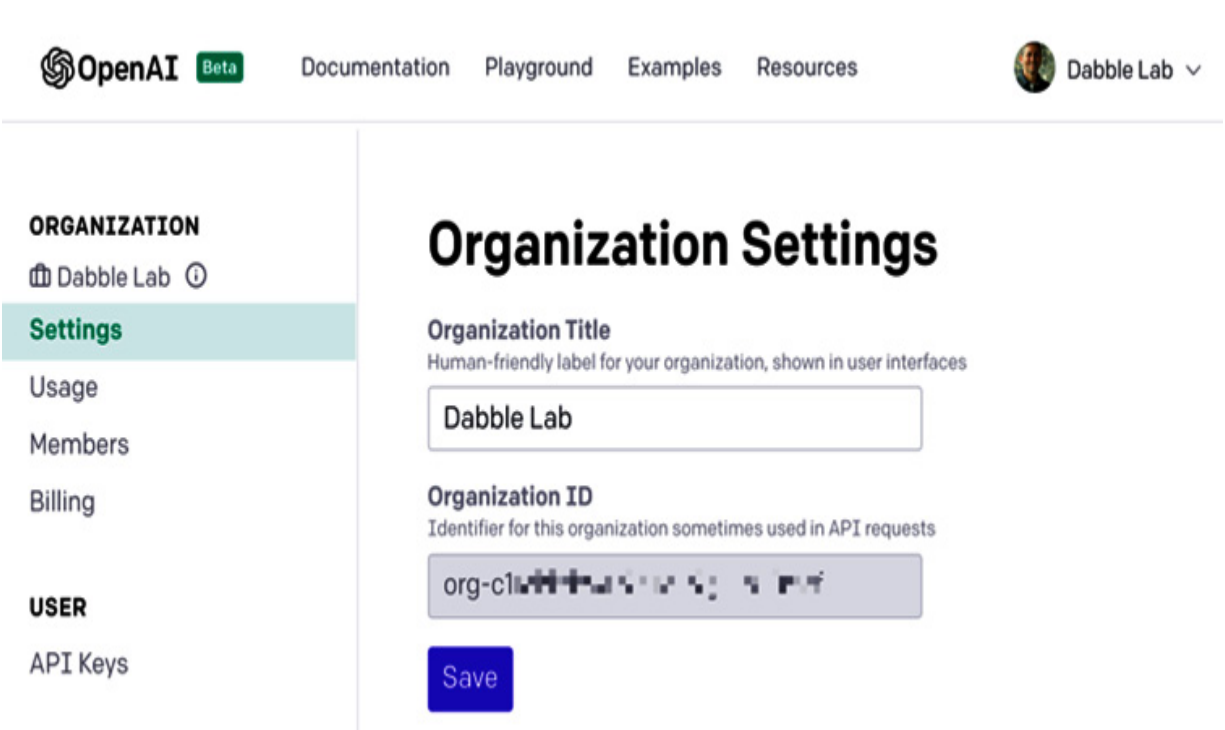 OpenAI Beta Documentation Playground Examples Resources Dabble Lab
ORGANIZATION
Dabble Lab
Settings
Usage
Members
Billing
USER
API Keys
Organization Settings
Organization Title
Human-friendly label for your organization, shown in user interfaces
Dabble Lab
Organization ID
Identifier for this organization sometimes used in API requests
org-c1
Save